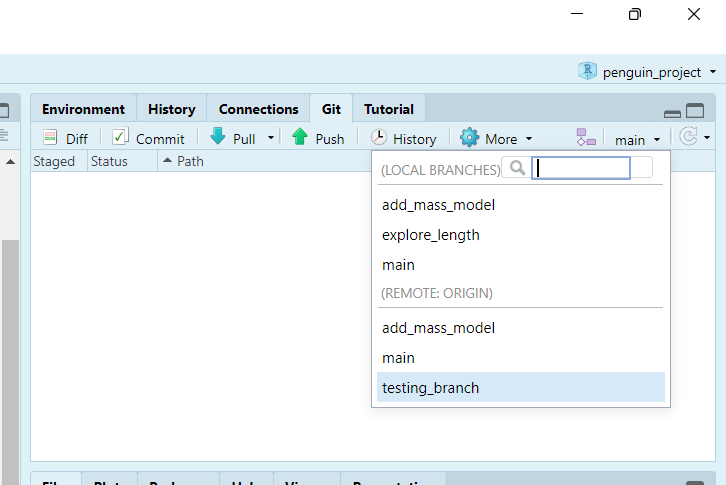 penguin_project
Environment History Connections Git Tutorial
Diff Commit Pull Push History More main
Staged Status Path
(LOCAL BRANCHES)
add_mass_model
explore_length
main
(REMOTE: ORIGIN)
add_mass_model
main
testing_branch